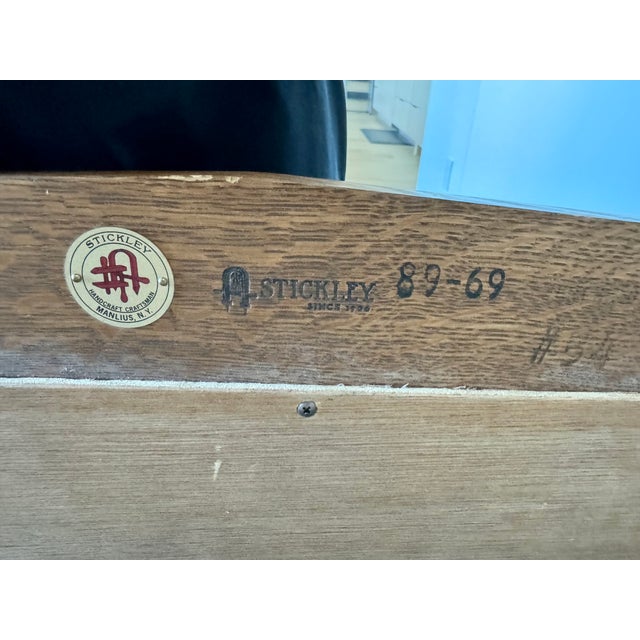 STICKLEY
HANDCRAFT CRAFTSMAN
MANLIUS, N.Y.
STICKLEY
SINCE 1900
89-69